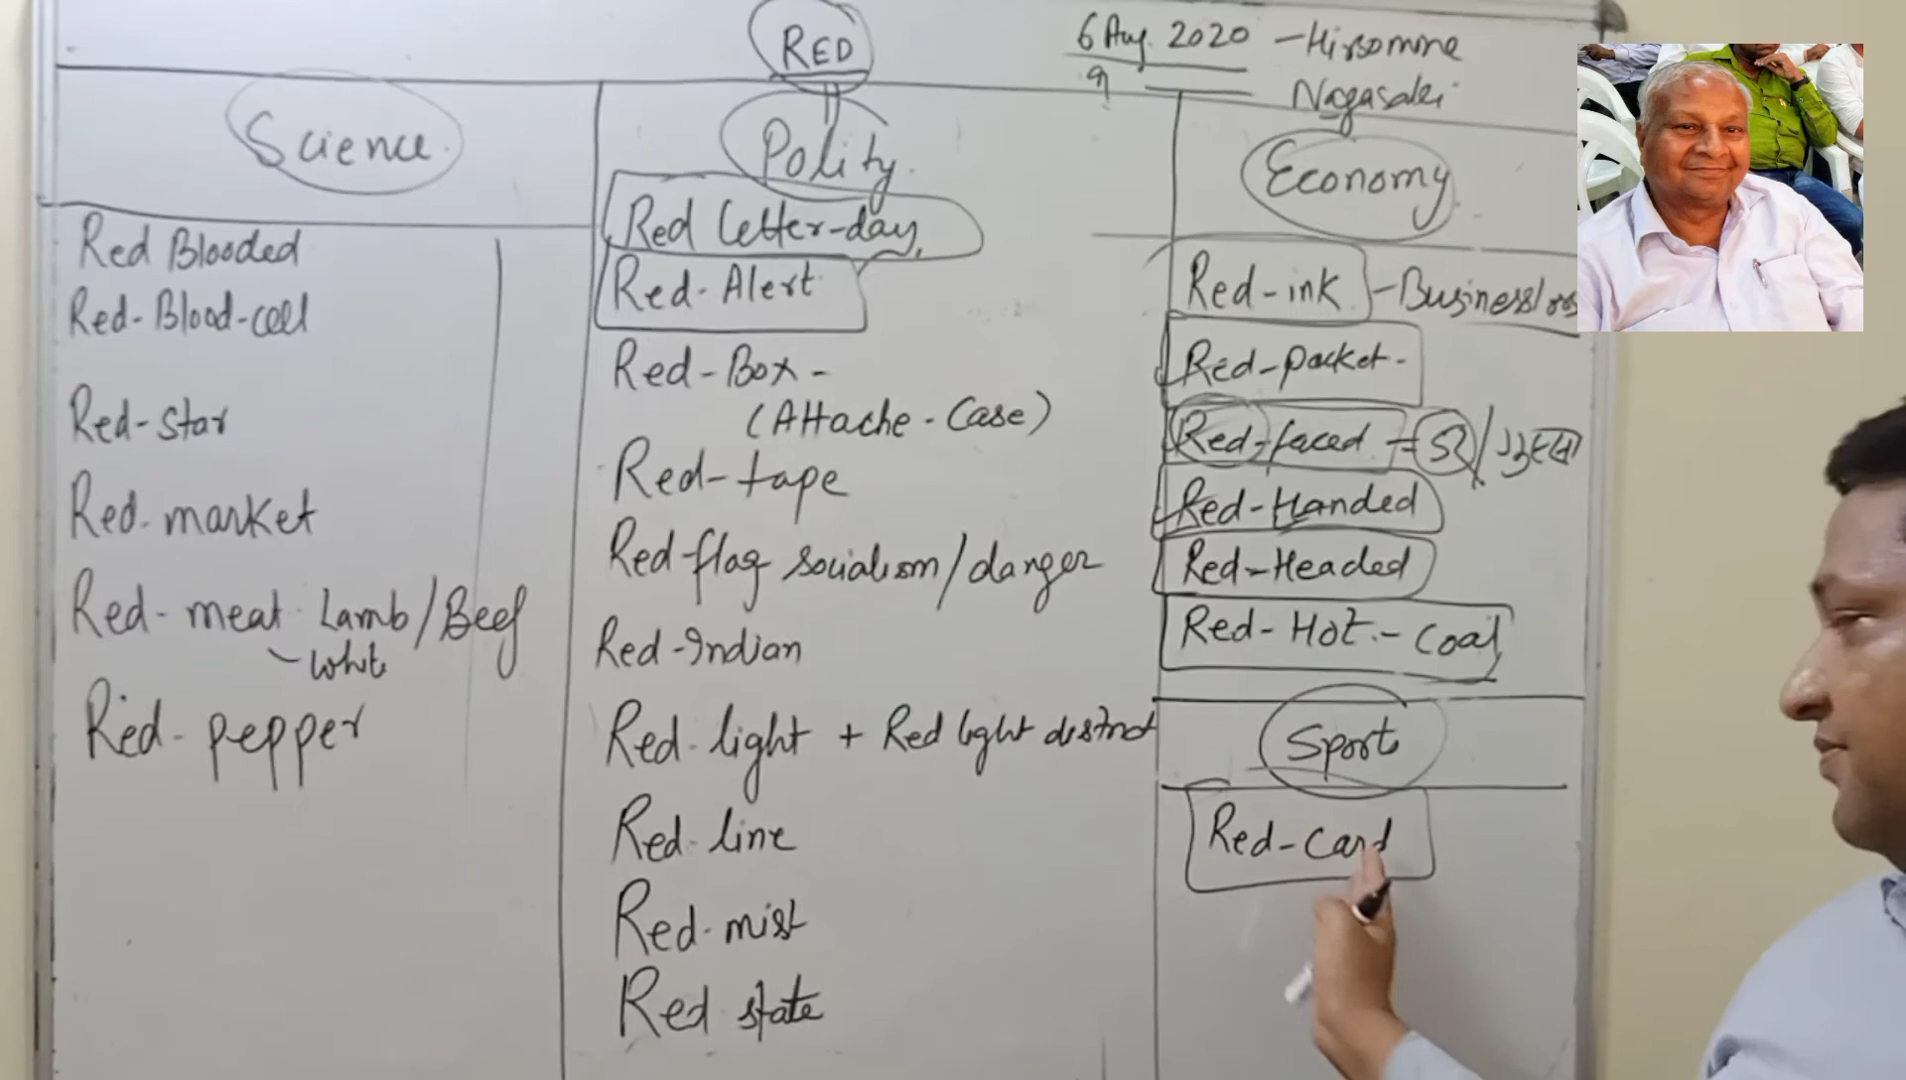 RED
6 Aug. 2020 - Hirsomine
9 Nagasaki
Science
Red Blooded
Red-Blood-cell
Red-star
Red-market
Red-meat Lamb/Beef
- white
Red-pepper
Polity
Red letter-day
Red-Alert
Red-Box -
(Attache-Case)
Red-tape
Red-flag socialism/danger
Red-Indian
Red-light + Red light district
Red-line
Red-mist
Red state
Economy
Red-ink - Business loss
Red-packet-
Red-faced =
Red-Handed
Red-Headed
Red-Hot - Coal
Sport
Red-Card